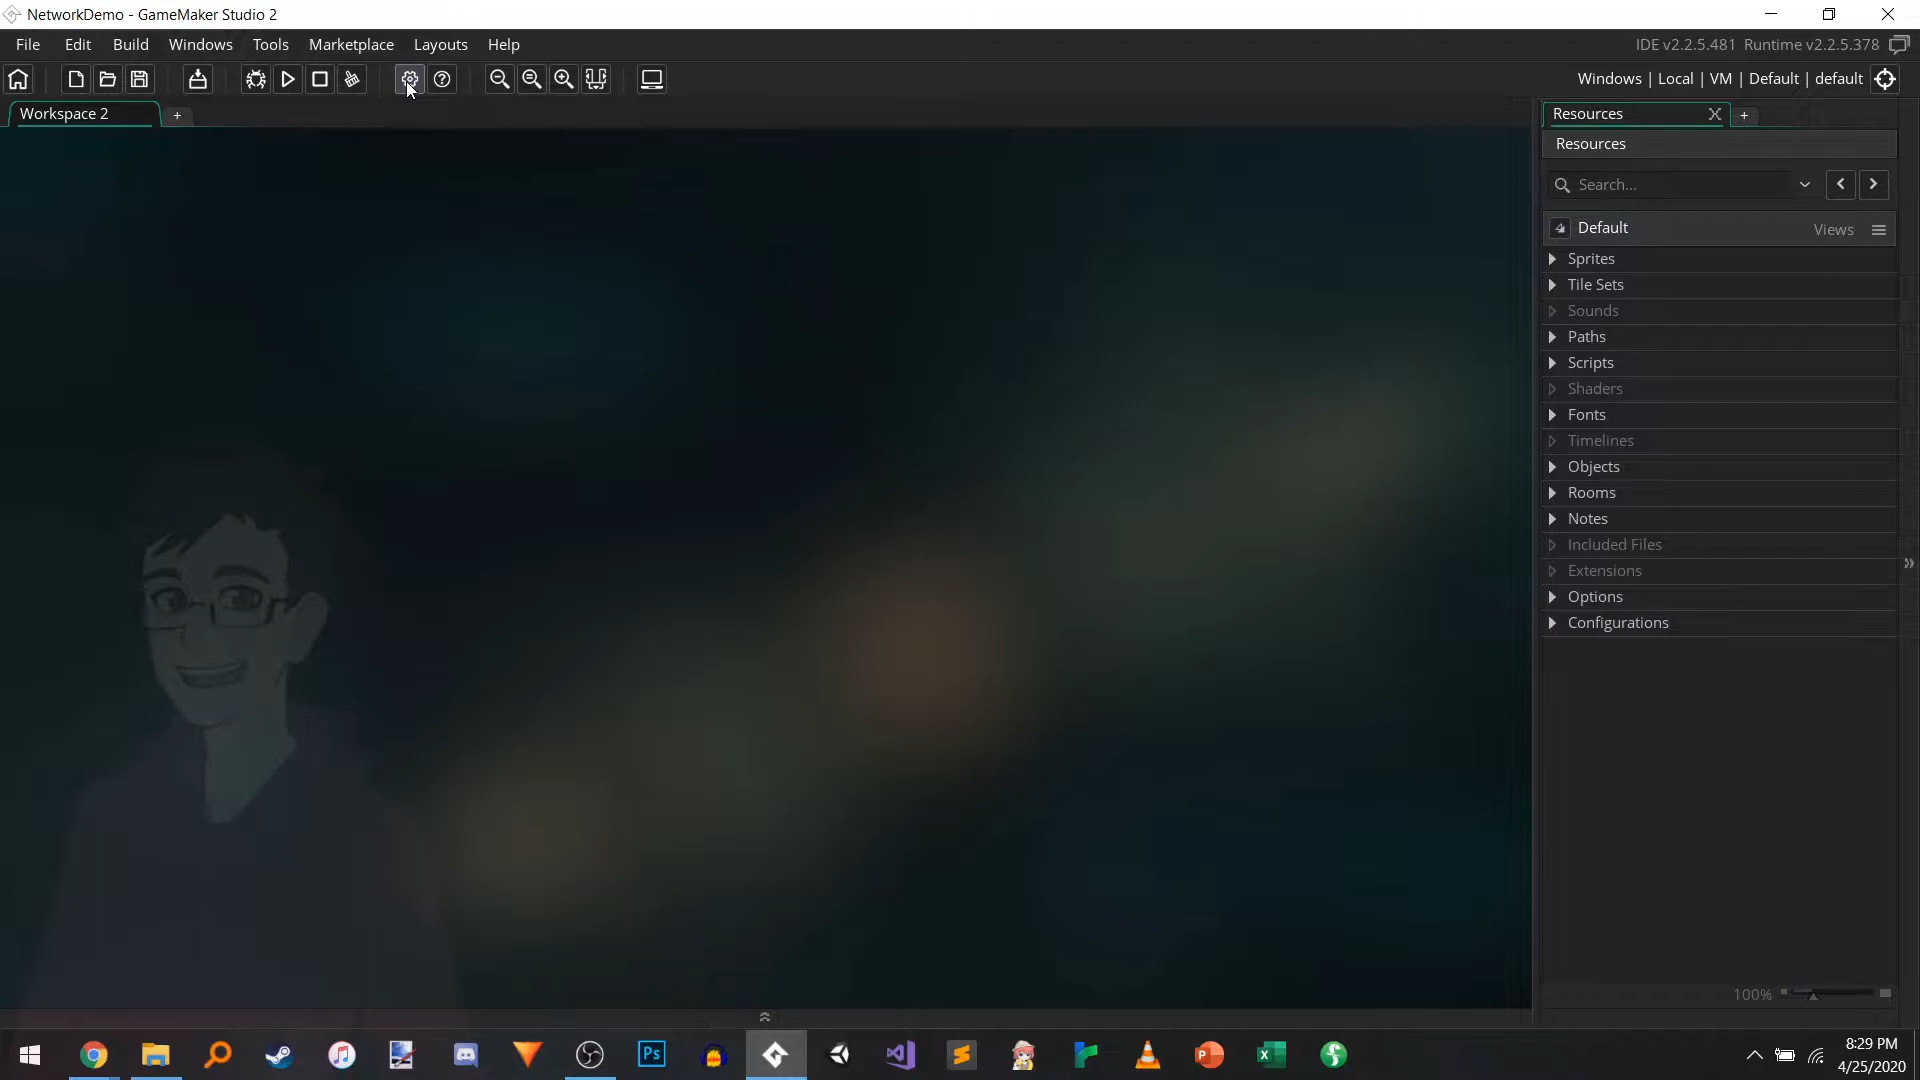 NetworkDemo - GameMaker Studio 2
File Edit Build Windows Tools Marketplace Layouts Help
IDE v2.2.5.481 Runtime v2.2.5.378
Windows | Local | VM | Default | default
Workspace 2 +
Resources X +
Resources
Search...
Default Views
Sprites
Tile Sets
Sounds
Paths
Scripts
Shaders
Fonts
Timelines
Objects
Rooms
Notes
Included Files
Extensions
Options
Configurations
100%
Ps
8:29 PM
4/25/2020